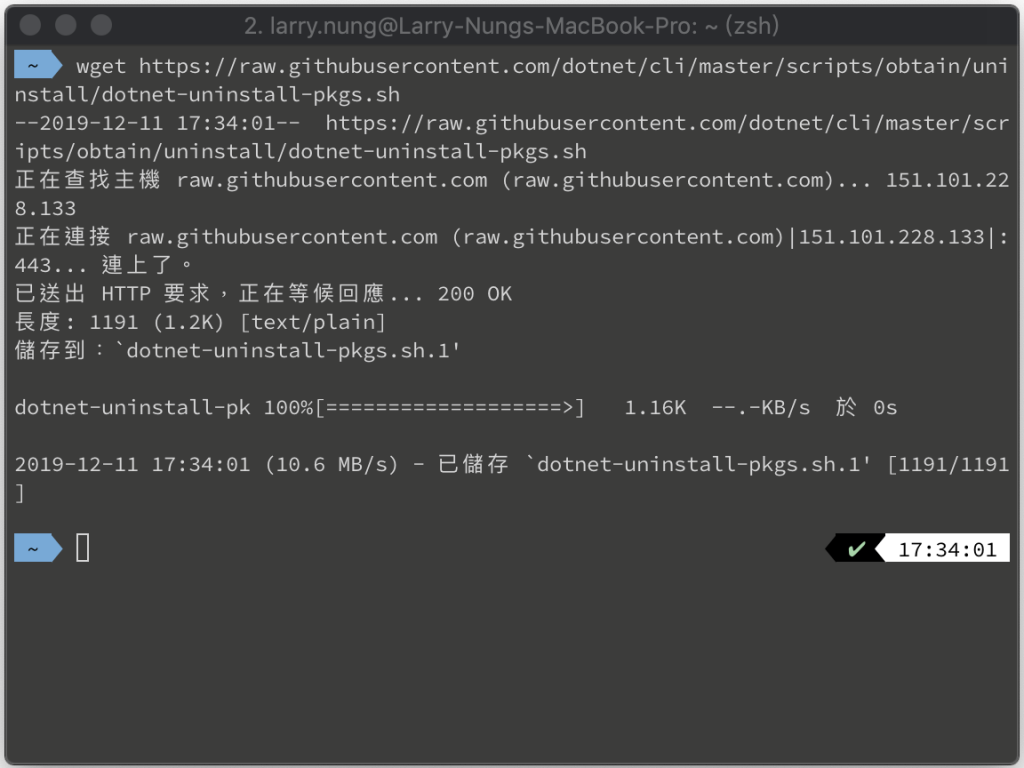 2. larry.nung@Larry-Nungs-MacBook-Pro: ~ (zsh)
~ wget https://raw.githubusercontent.com/dotnet/cli/master/scripts/obtain/uni
nstall/dotnet-uninstall-pkgs.sh
--2019-12-11 17:34:01--  https://raw.githubusercontent.com/dotnet/cli/master/scr
ipts/obtain/uninstall/dotnet-uninstall-pkgs.sh
正在查找主機 raw.githubusercontent.com (raw.githubusercontent.com)... 151.101.22
8.133
正在連接 raw.githubusercontent.com (raw.githubusercontent.com)|151.101.228.133|:
443... 連上了。
已送出 HTTP 要求，正在等候回應... 200 OK
長度: 1191 (1.2K) [text/plain]
儲存到：`dotnet-uninstall-pkgs.sh.1'
dotnet-uninstall-pk 100%[===================>]   1.16K  --.-KB/s  於 0s
2019-12-11 17:34:01 (10.6 MB/s) - 已儲存 `dotnet-uninstall-pkgs.sh.1' [1191/1191
]
~ ✔ 17:34:01